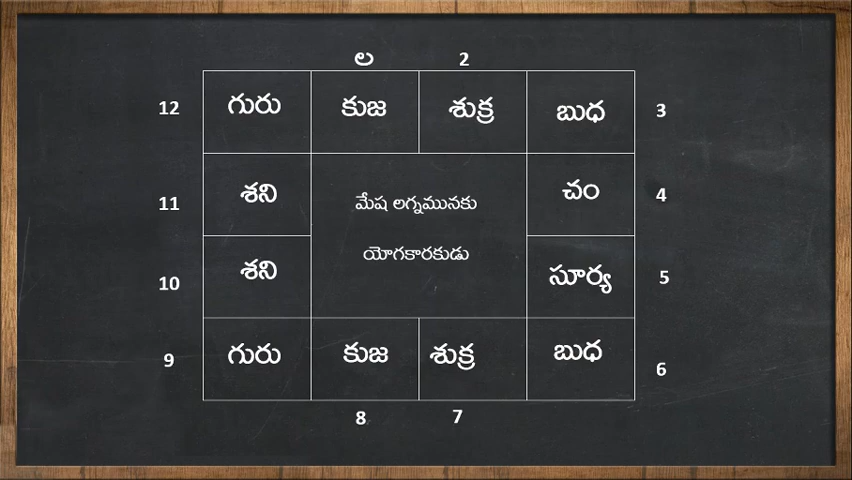 ల 2
12 గురు కుజ శుక్ర బుధ 3
11 శని చం 4
మేష లగ్నమునకు
యోగకారకుడు
10 శని సూర్య 5
9 గురు కుజ శుక్ర బుధ 6
8 7